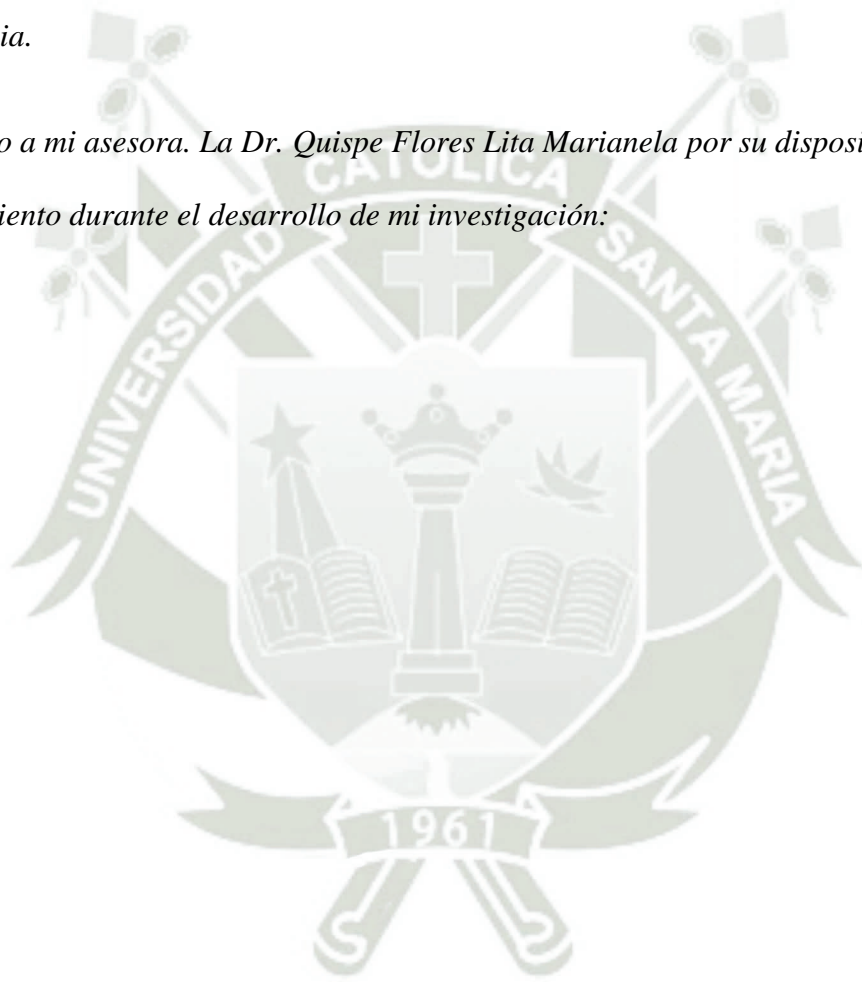 ia.
o a mi asesora. La Dr. Quispe Flores Lita Marianela por su disposi
iento durante el desarrollo de mi investigación:
UNIVERSIDAD CATOLICA SANTA MARIA
1961